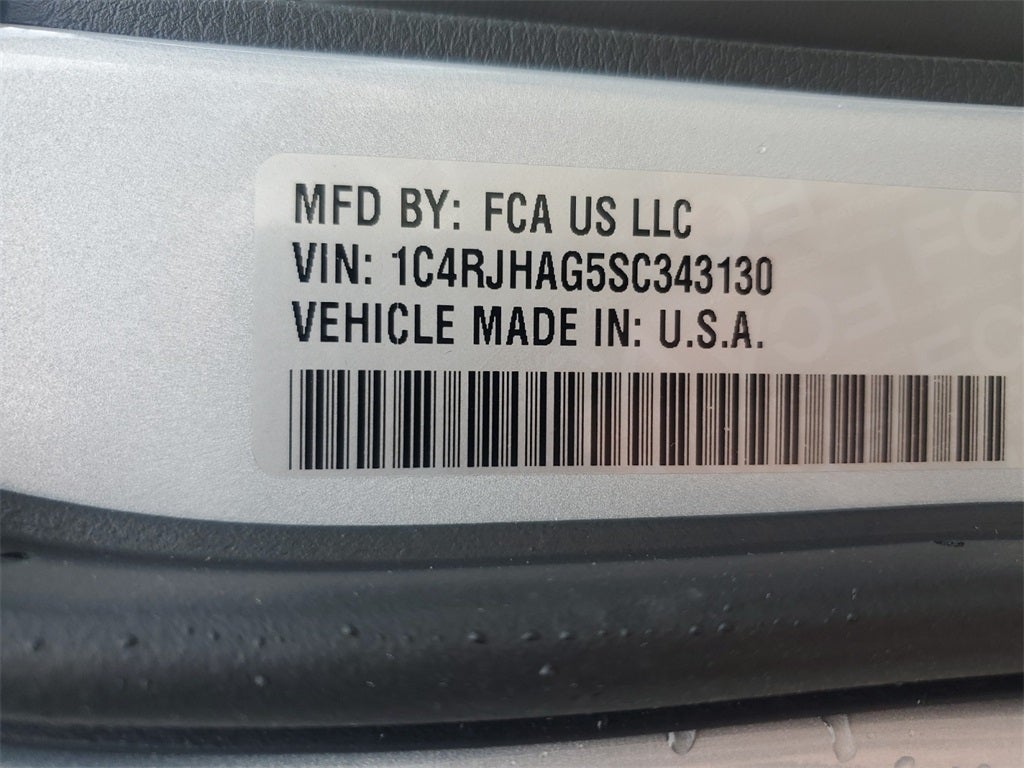 MFD BY: FCA US LLC
VIN: 1C4RJHAG5SC343130
VEHICLE MADE IN: U.S.A.